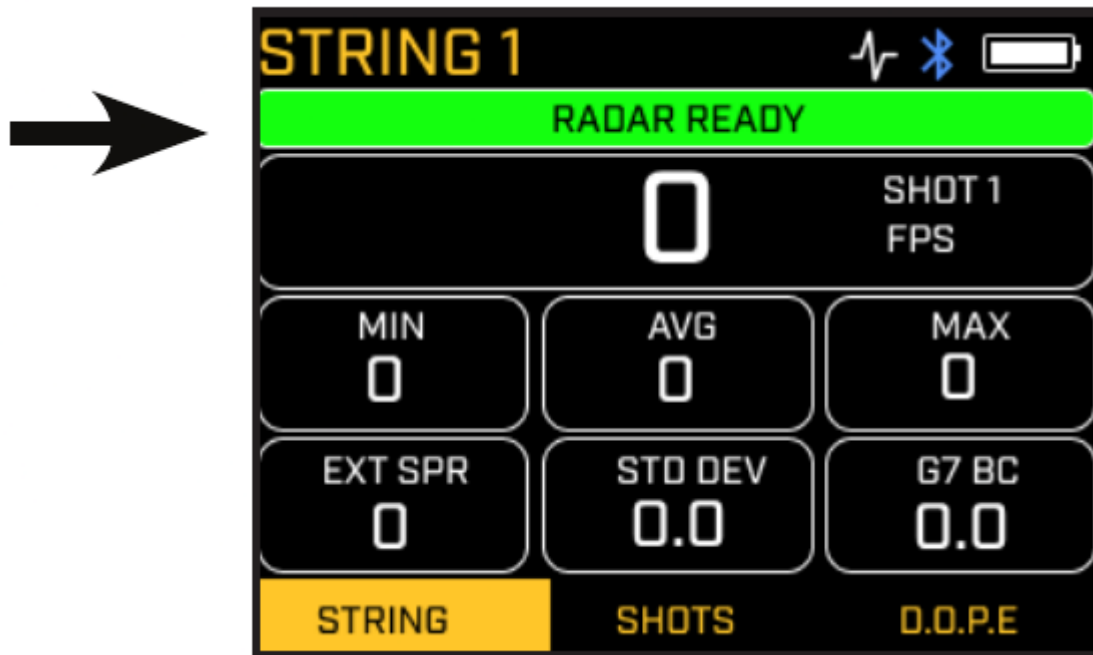 STRING 1
RADAR READY
0
SHOT 1
FPS
MIN AVG MAX
0 0 0
EXT SPR STD DEV G7 BC
0 0.0 0.0
STRING SHOTS D.O.P.E